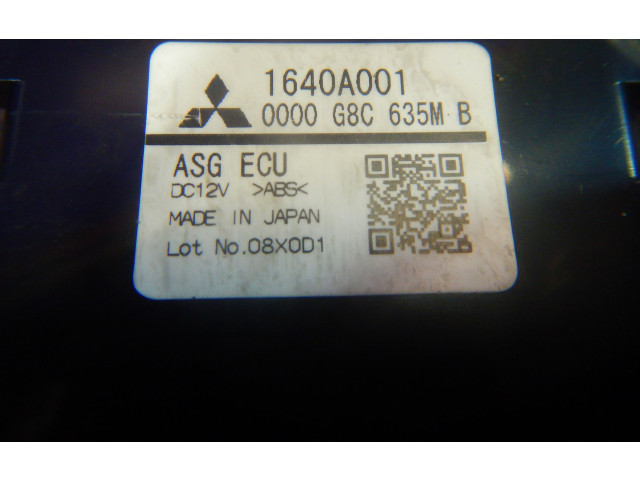 1640A001
0000 G8C 635M B
ASG ECU
DC12V >ABS<
MADE IN JAPAN
Lot No.08X0D1